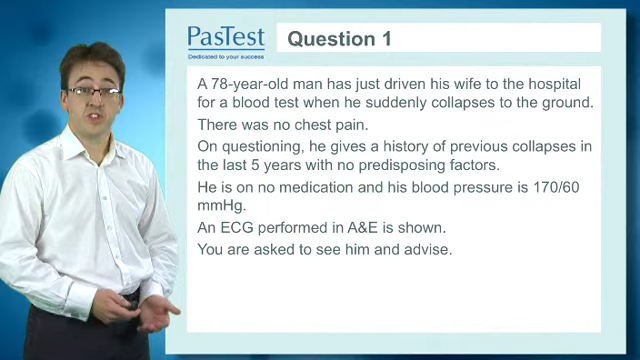 PasTest
Dedicated to your success
Question 1
A 78-year-old man has just driven his wife to the hospital
for a blood test when he suddenly collapses to the ground.
There was no chest pain.
On questioning, he gives a history of previous collapses in
the last 5 years with no predisposing factors.
He is on no medication and his blood pressure is 170/60
mmHg.
An ECG performed in A&E is shown.
You are asked to see him and advise.